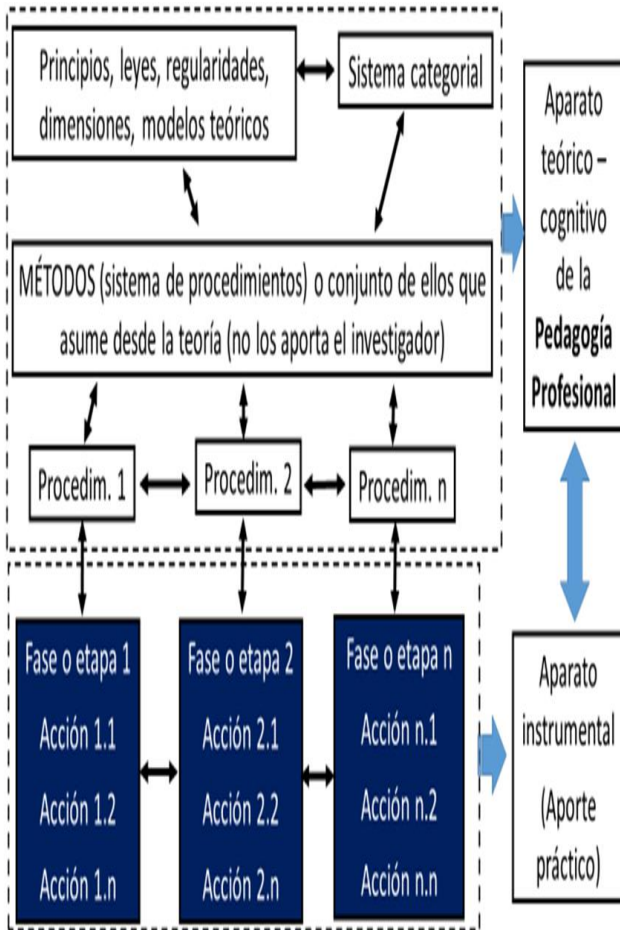 Principios, leyes, regularidades,
dimensiones, modelos teóricos
Sistema categorial
MÉTODOS (sistema de procedimientos) o conjunto de ellos que
asume desde la teoría (no los aporta el investigador)
Procedim. 1
Procedim. 2
Procedim. n
Aparato
teórico –
cognitivo
de la
Pedagogía
Profesional
Fase o etapa 1
Acción 1.1
Acción 1.2
Acción 1.n
Fase o etapa 2
Acción 2.1
Acción 2.2
Acción 2.n
Fase o etapa n
Acción n.1
Acción n.2
Acción n.n
Aparato
instrumental
(Aporte
práctico)